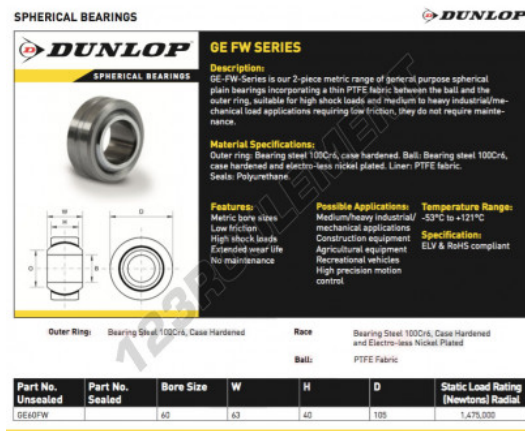 SPHERICAL BEARINGS
DUNLOP
DUNLOP
SPHERICAL BEARINGS
GE FW SERIES
Description:
GE-FW-Series is our 2-piece metric range of general purpose spherical
plain bearings incorporating a thin PTFE fabric between the ball and the
outer ring, suitable for high shock loads and medium to heavy industrial/me-
chanical load applications requiring low friction, they do not require mainte-
nance.
Material Specifications:
Outer ring: Bearing steel 100Cr6, case hardened. Ball: Bearing steel 100Cr6,
case hardened and electro-less nickel plated. Liner: PTFE fabric.
Seals: Polyurethane.
Features:
Metric bore sizes
Low friction
High shock loads
Extended wear life
No maintenance
Possible Applications:
Medium/heavy industrial/
mechanical applications
Construction equipment
Agricultural equipment
Recreational vehicles
High precision motion
control
Temperature Range:
-53°C to +121°C
Specification:
ELV & RoHS compliant
W
H
D
O
B
123ROULEMENT
Outer Ring: Bearing Steel 100Cr6, Case Hardened
Race Bearing Steel 100Cr6, Case Hardened
and Electro-less Nickel Plated
Ball: PTFE Fabric
Part No. Unsealed Part No. Sealed Bore Size W H D Static Load Rating (Newtons) Radial
GE60FW 60 63 40 105 1,475,000